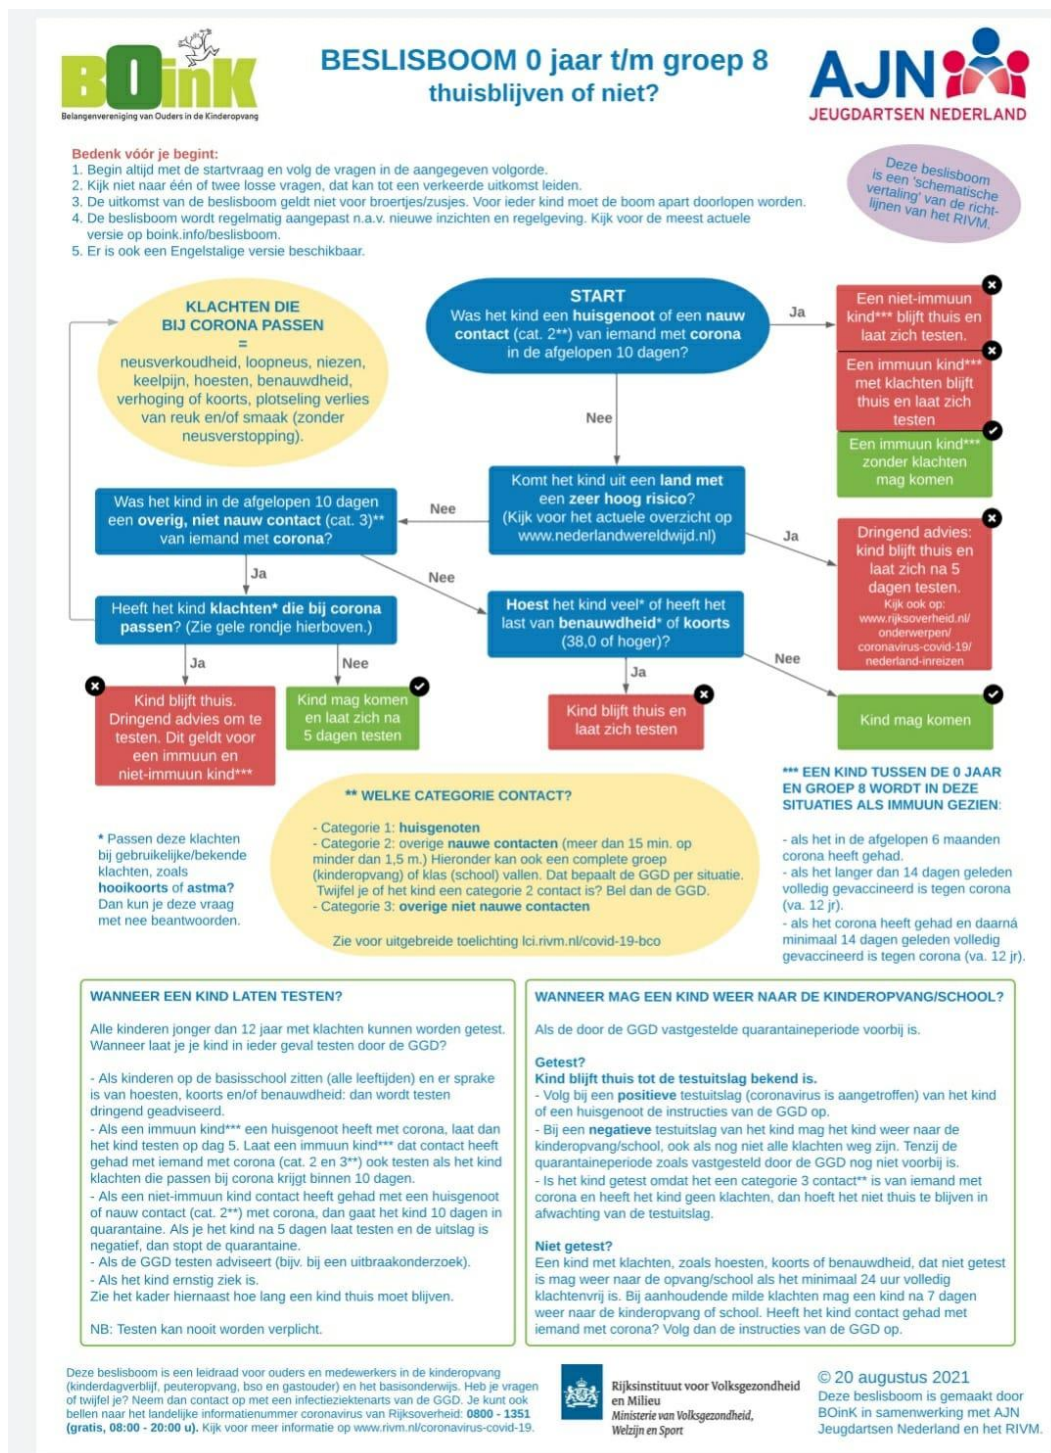 BOinK
Belangenvereniging van Ouders in de Kinderopvang
BESLISBOOM 0 jaar t/m groep 8
thuisblijven of niet?
AJN
JEUGDARTSEN NEDERLAND
Bedenk vóór je begint:
1. Begin altijd met de startvraag en volg de vragen in de aangegeven volgorde.
2. Kijk niet naar één of twee losse vragen, dat kan tot een verkeerde uitkomst leiden.
3. De uitkomst van de beslisboom geldt niet voor broertjes/zusjes. Voor ieder kind moet de boom apart doorlopen worden.
4. De beslisboom wordt regelmatig aangepast n.a.v. nieuwe inzichten en regelgeving. Kijk voor de meest actuele
versie op boink.info/beslisboom.
5. Er is ook een Engelstalige versie beschikbaar.
Deze beslisboom
is een 'schematische
vertaling' van de richt-
lijnen van het RIVM.
KLACHTEN DIE
BIJ CORONA PASSEN
=
neusverkoudheid, loopneus, niezen,
keelpijn, hoesten, benauwdheid,
verhoging of koorts, plotseling verlies
van reuk en/of smaak (zonder
neusverstopping).
START
Was het kind een huisgenoot of een nauw
contact (cat. 2**) van iemand met corona
in de afgelopen 10 dagen?
Ja
Een niet-immuun
kind*** blijft thuis en
laat zich testen.
Een immuun kind***
met klachten blijft
thuis en laat zich
testen
Een immuun kind***
zonder klachten
mag komen
Nee
Komt het kind uit een land met
een zeer hoog risico?
(Kijk voor het actuele overzicht op
www.nederlandwereldwijd.nl)
Nee
Was het kind in de afgelopen 10 dagen
een overig, niet nauw contact (cat. 3)**
van iemand met corona?
Ja
Dringend advies:
kind blijft thuis en
laat zich na 5
dagen testen.
Kijk ook op:
www.rijksoverheid.nl/
onderwerpen/
coronavirus-covid-19/
nederland-inreizen
Ja
Nee
Heeft het kind klachten* die bij corona
passen? (Zie gele rondje hierboven.)
Hoest het kind veel* of heeft het
last van benauwdheid* of koorts
(38,0 of hoger)?
Ja
Nee
Ja
Nee
Kind blijft thuis.
Dringend advies om te
testen. Dit geldt voor
een immuun en
niet-immuun kind***
Kind mag komen
en laat zich na
5 dagen testen
Kind blijft thuis en
laat zich testen
Kind mag komen
* Passen deze klachten
bij gebruikelijke/bekende
klachten, zoals
hooikoorts of astma?
Dan kun je deze vraag
met nee beantwoorden.
** WELKE CATEGORIE CONTACT?
- Categorie 1: huisgenoten
- Categorie 2: overige nauwe contacten (meer dan 15 min. op
minder dan 1,5 m.) Hieronder kan ook een complete groep
(kinderopvang) of klas (school) vallen. Dat bepaalt de GGD per situatie.
Twijfel je of het kind een categorie 2 contact is? Bel dan de GGD.
- Categorie 3: overige niet nauwe contacten
Zie voor uitgebreide toelichting lci.rivm.nl/covid-19-bco
*** EEN KIND TUSSEN DE 0 JAAR
EN GROEP 8 WORDT IN DEZE
SITUATIES ALS IMMUUN GEZIEN:
- als het in de afgelopen 6 maanden
corona heeft gehad.
- als het langer dan 14 dagen geleden
volledig gevaccineerd is tegen corona
(va. 12 jr).
- als het corona heeft gehad en daarná
minimaal 14 dagen geleden volledig
gevaccineerd is tegen corona (va. 12 jr).
WANNEER EEN KIND LATEN TESTEN?
Alle kinderen jonger dan 12 jaar met klachten kunnen worden getest.
Wanneer laat je je kind in ieder geval testen door de GGD?
- Als kinderen op de basisschool zitten (alle leeftijden) en er sprake
is van hoesten, koorts en/of benauwdheid: dan wordt testen
dringend geadviseerd.
- Als een immuun kind*** een huisgenoot heeft met corona, laat dan
het kind testen op dag 5. Laat een immuun kind*** dat contact heeft
gehad met iemand met corona (cat. 2 en 3**) ook testen als het kind
klachten die passen bij corona krijgt binnen 10 dagen.
- Als een niet-immuun kind contact heeft gehad met een huisgenoot
of nauw contact (cat. 2**) met corona, dan gaat het kind 10 dagen in
quarantaine. Als je het kind na 5 dagen laat testen en de uitslag is
negatief, dan stopt de quarantaine.
- Als de GGD testen adviseert (bijv. bij een uitbraakonderzoek).
- Als het kind ernstig ziek is.
Zie het kader hiernaast hoe lang een kind thuis moet blijven.
NB: Testen kan nooit worden verplicht.
WANNEER MAG EEN KIND WEER NAAR DE KINDEROPVANG/SCHOOL?
Als de door de GGD vastgestelde quarantaineperiode voorbij is.
Getest?
Kind blijft thuis tot de testuitslag bekend is.
- Volg bij een positieve testuitslag (coronavirus is aangetroffen) van het kind
of een huisgenoot de instructies van de GGD op.
- Bij een negatieve testuitslag van het kind mag het kind weer naar de
kinderopvang/school, ook als nog niet alle klachten weg zijn. Tenzij de
quarantaineperiode zoals vastgesteld door de GGD nog niet voorbij is.
- Is het kind getest omdat het een categorie 3 contact** is van iemand met
corona en heeft het kind geen klachten, dan hoeft het niet thuis te blijven in
afwachting van de testuitslag.
Niet getest?
Een kind met klachten, zoals hoesten, koorts of benauwdheid, dat niet getest
is mag weer naar de opvang/school als het minimaal 24 uur volledig
klachtenvrij is. Bij aanhoudende milde klachten mag een kind na 7 dagen
weer naar de kinderopvang of school. Heeft het kind contact gehad met
iemand met corona? Volg dan de instructies van de GGD op.
Deze beslisboom is een leidraad voor ouders en medewerkers in de kinderopvang
(kinderdagverblijf, peuteropvang, bso en gastouder) en het basisonderwijs. Heb je vragen
of twijfel je? Neem dan contact op met een infectieziektenarts van de GGD. Je kunt ook
bellen naar het landelijke informatienummer coronavirus van Rijksoverheid: 0800 - 1351
(gratis, 08:00 - 20:00 u). Kijk voor meer informatie op www.rivm.nl/coronavirus-covid-19.
Rijksinstituut voor Volksgezondheid
en Milieu
Ministerie van Volksgezondheid,
Welzijn en Sport
© 20 augustus 2021
Deze beslisboom is gemaakt door
BOinK in samenwerking met AJN
Jeugdartsen Nederland en het RIVM.